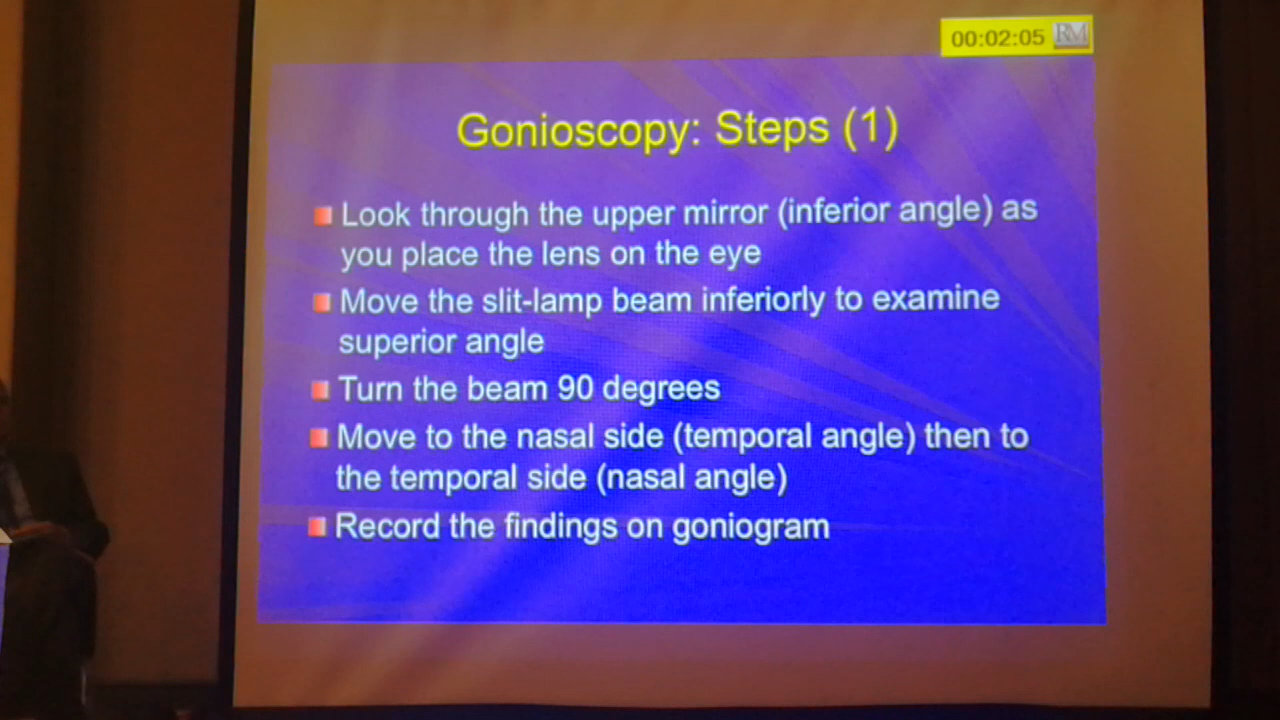 00:02:05 RM
Gonioscopy: Steps (1)
Look through the upper mirror (inferior angle) as
you place the lens on the eye
Move the slit-lamp beam inferiorly to examine
superior angle
Turn the beam 90 degrees
Move to the nasal side (temporal angle) then to
the temporal side (nasal angle)
Record the findings on goniogram